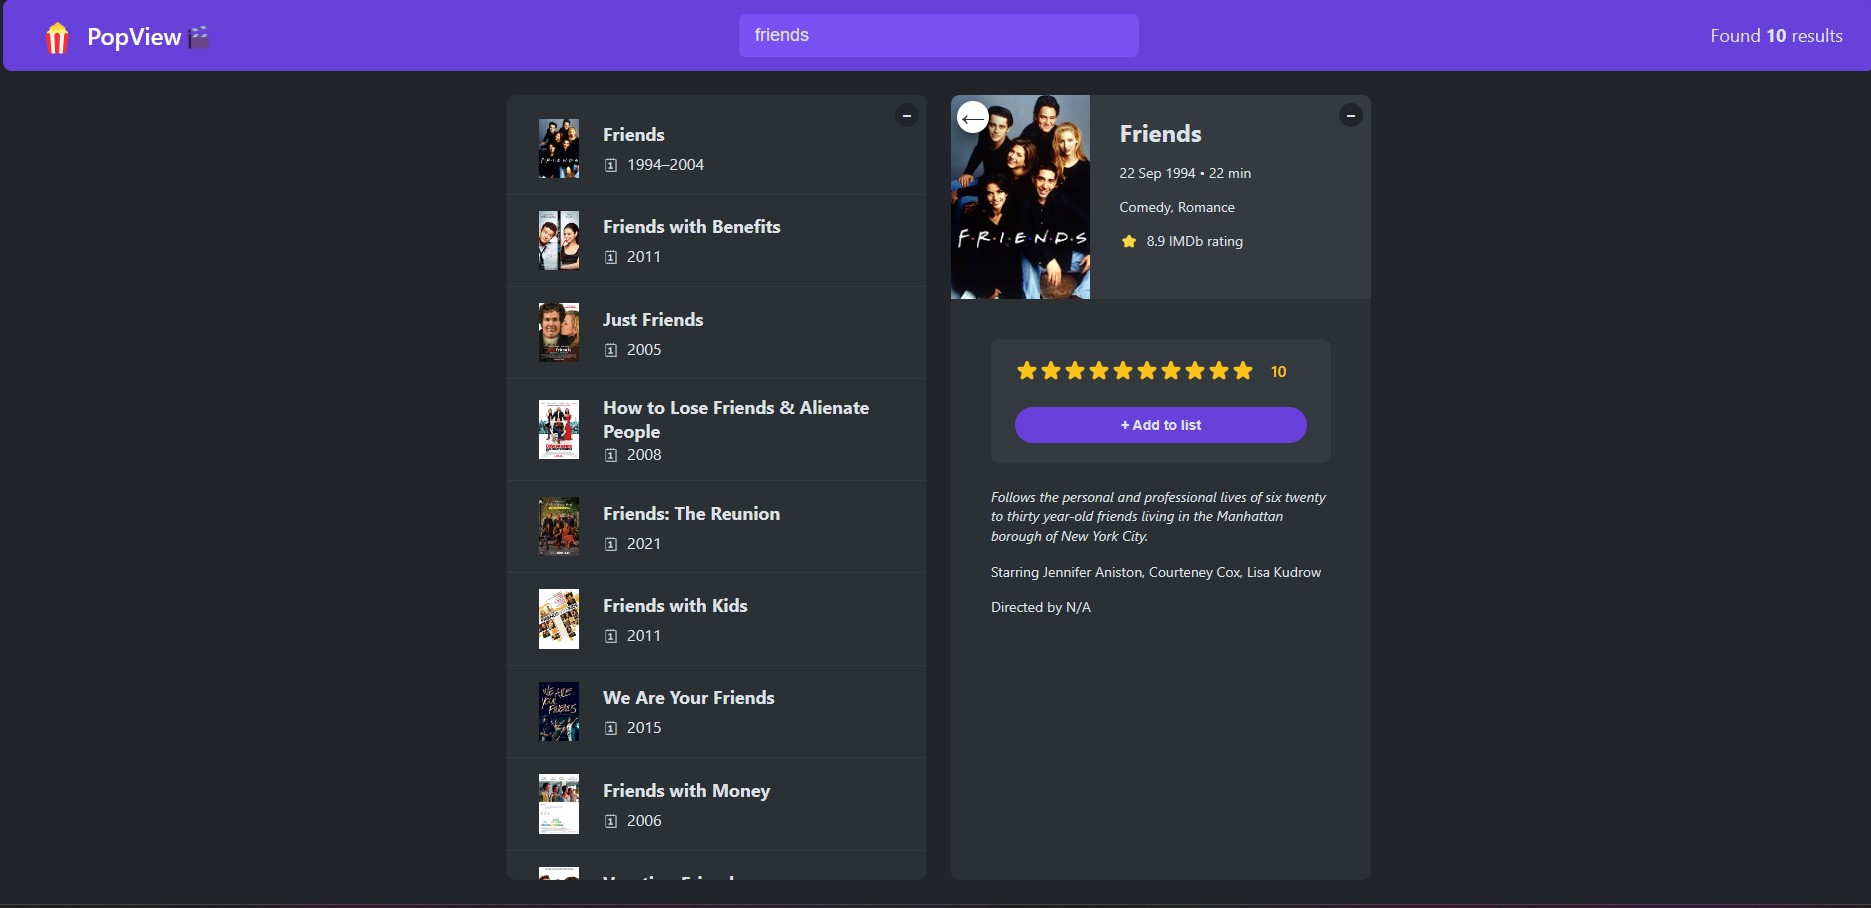 PopView
friends
Found 10 results
Friends
1994–2004
Friends with Benefits
2011
Just Friends
2005
How to Lose Friends & Alienate
People
2008
Friends: The Reunion
2021
Friends with Kids
2011
We Are Your Friends
2015
Friends with Money
2006
F·R·I·E·N·D·S
Friends
22 Sep 1994 • 22 min
Comedy, Romance
8.9 IMDb rating
10
+ Add to list
Follows the personal and professional lives of six twenty
to thirty year-old friends living in the Manhattan
borough of New York City.
Starring Jennifer Aniston, Courteney Cox, Lisa Kudrow
Directed by N/A